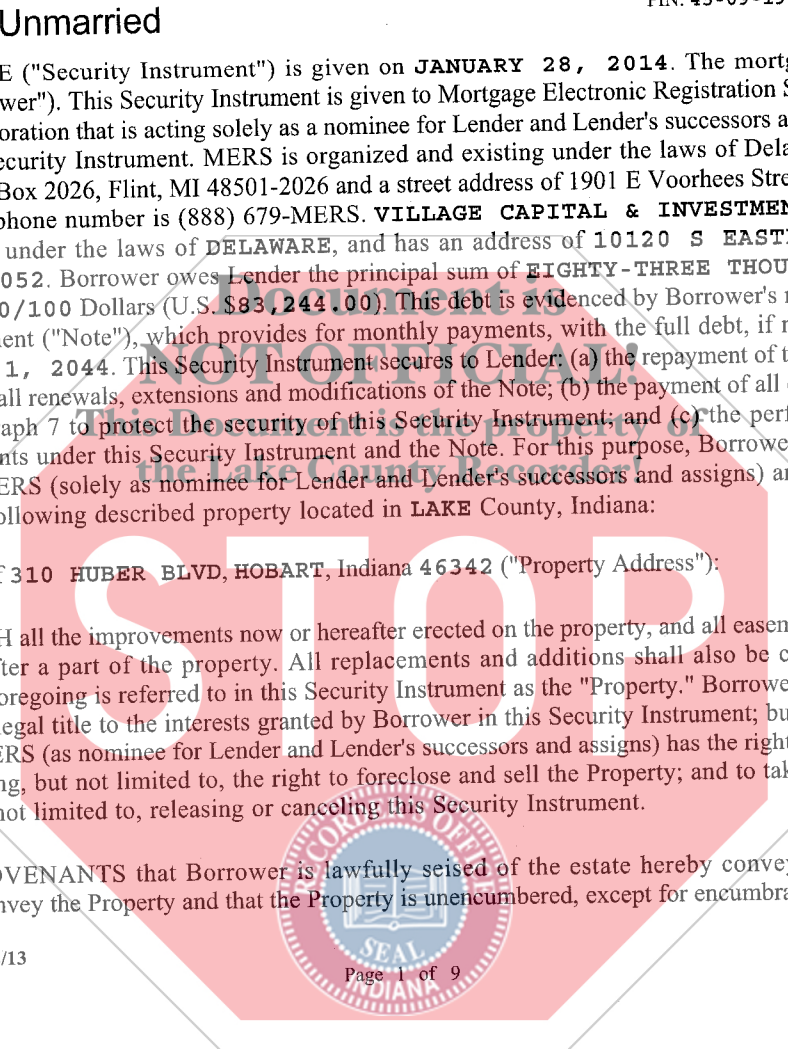 Unmarried
E ("Security Instrument") is given on JANUARY 28, 2014. The mortg
wer"). This Security Instrument is given to Mortgage Electronic Registration S
oration that is acting solely as a nominee for Lender and Lender's successors a
ecurity Instrument. MERS is organized and existing under the laws of Dela
Box 2026, Flint, MI 48501-2026 and a street address of 1901 E Voorhees Stre
phone number is (888) 679-MERS. VILLAGE CAPITAL & INVESTMEN
under the laws of DELAWARE, and has an address of 10120 S EAST
052. Borrower owes Lender the principal sum of EIGHTY-THREE THOU
0/100 Dollars (U.S. $83,244.00). This debt is evidenced by Borrower's
ent ("Note"), which provides for monthly payments, with the full debt, if
1, 2044. This Security Instrument secures to Lender: (a) the repayment of t
all renewals, extensions and modifications of the Note; (b) the payment of all
aph 7 to protect the security of this Security Instrument; and (c) the perf
nts under this Security Instrument and the Note. For this purpose, Borrowe
ERS (solely as nominee for Lender and Lender's successors and assigns) a
ollowing described property located in LAKE County, Indiana:
310 HUBER BLVD, HOBART, Indiana 46342 ("Property Address"):
H all the improvements now or hereafter erected on the property, and all easem
fter a part of the property. All replacements and additions shall also be c
oregoing is referred to in this Security Instrument as the "Property." Borrowe
legal title to the interests granted by Borrower in this Security Instrument; bu
ERS (as nominee for Lender and Lender's successors and assigns) has the right
ng, but not limited to, the right to foreclose and sell the Property; and to tak
not limited to, releasing or canceling this Security Instrument.
OVENANTS that Borrower is lawfully seised of the estate hereby convey
nvey the Property and that the Property is unencumbered, except for encumbra
/13
Page 1 of 9
Document is
NOT OFFICIAL!
This Document is the property of
the Lake County Recorder!
STOP
RECORDER'S OFFICE
SEAL
INDIANA